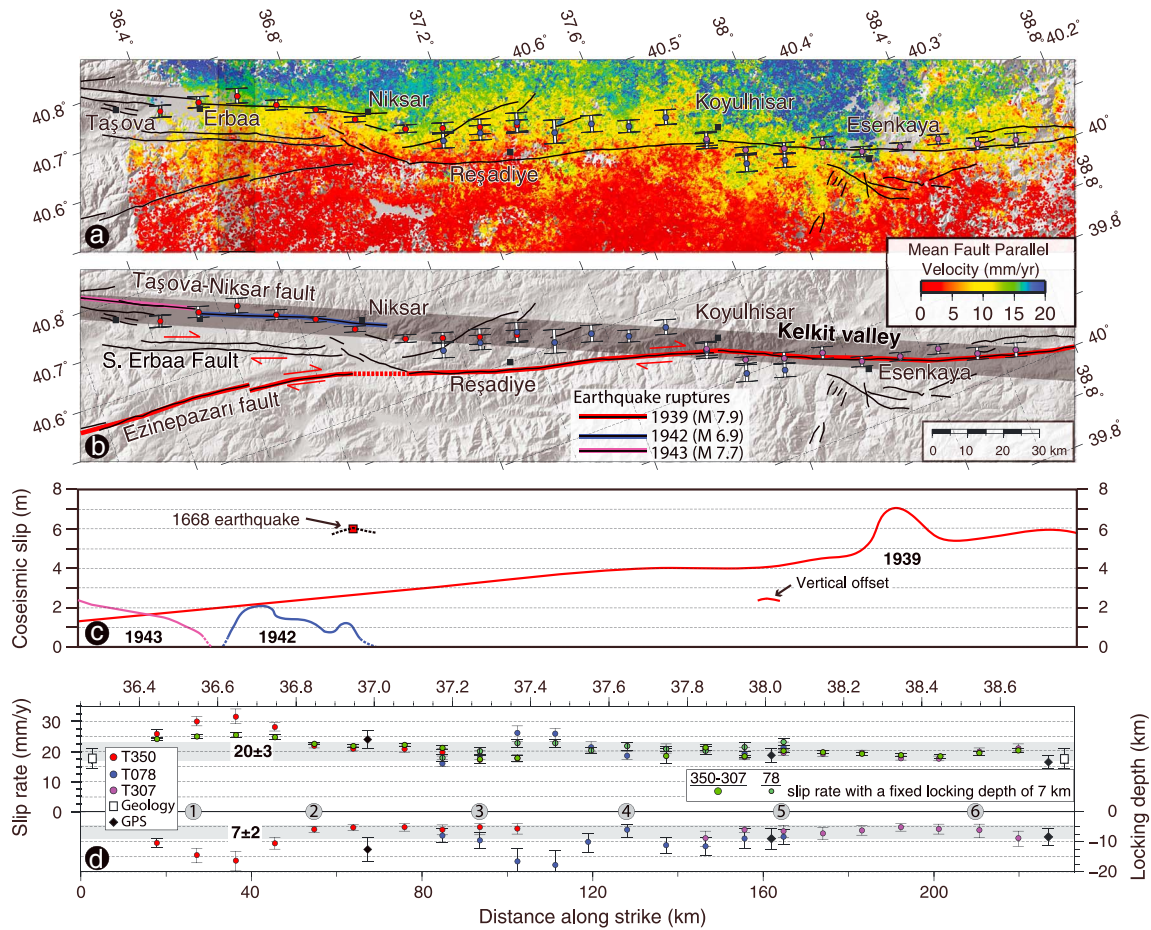 36.4°
36.8°
37.2°
40.6°
37.6°
40.5°
38°
40.4°
38.4°
40.3°
38.8°
40.2°
40.8°
40.7°
40.6°
Taşova
Erbaa
Niksar
Reşadiye
Koyulhisar
Esenkaya
40°
38.8°
39.8°
a
Mean Fault Parallel
Velocity (mm/yr)
0 5 10 15 20
40.8°
40.7°
40.6°
Taşova-Niksar fault
Niksar
Koyulhisar
Kelkit valley
S. Erbaa Fault
Reşadiye
Esenkaya
Ezinepazarı fault
40°
38.8°
39.8°
b
Earthquake ruptures
1939 (M 7.9)
1942 (M 6.9)
1943 (M 7.7)
0 10 20 30 km
Coseismic slip (m)
8
6
4
2
0
1668 earthquake
1939
Vertical offset
1943
1942
c
8
6
4
2
0
36.4 36.6 36.8 37.0 37.2 37.4 37.6 37.8 38.0 38.2 38.4 38.6
Slip rate (mm/y)
30
20
10
0
20±3
T350
T078
T307
Geology
GPS
350-307 78
slip rate with a fixed locking depth of 7 km
1 2 3 4 5 6
7±2
d
0
−10
−20
Locking depth (km)
0 40 80 120 160 200
Distance along strike (km)